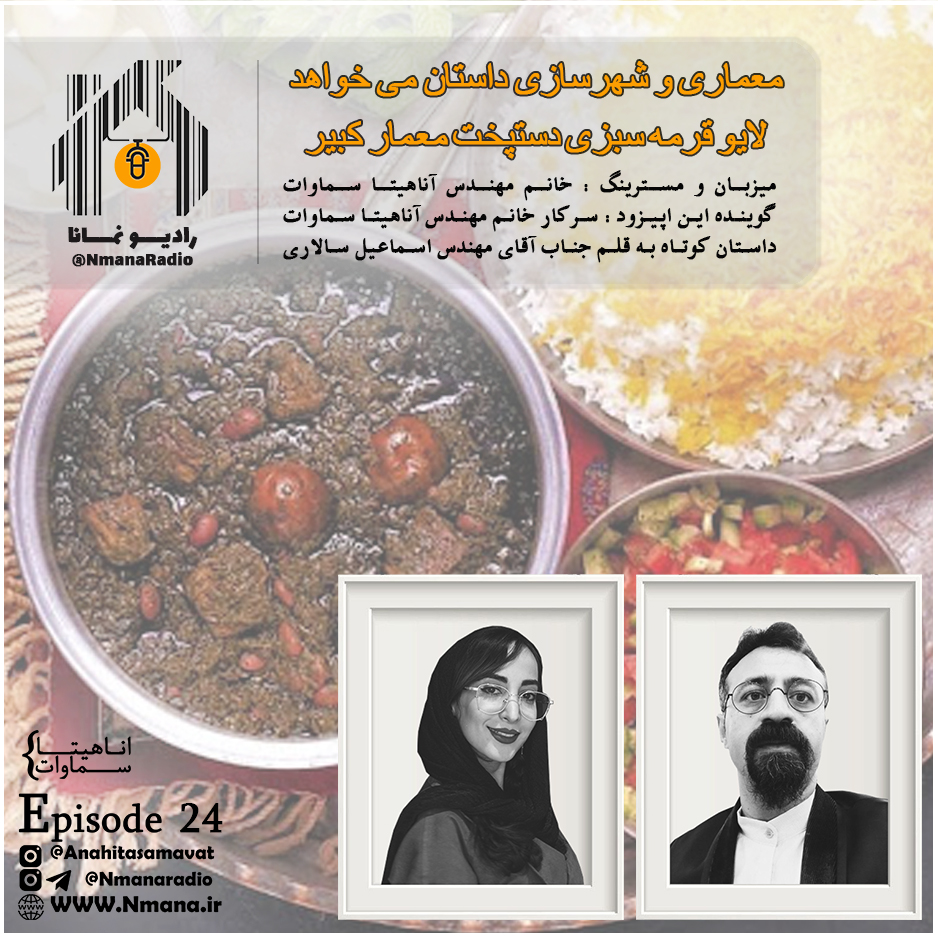 معماری و شهرسازی داستان می خواهد
لایو قرمه‌سبزی دستپخت معمار کبیر
میزبان و مسترینگ : خانم مهندس آناهیتا سماوات
گوینده این اپیزود : سرکار خانم مهندس آناهیتا سماوات
داستان کوتاه به قلم جناب آقای مهندس اسماعیل سالاری
رادیو نمانا
@NmanaRadio
اناهیتا
سماوات
Episode 24
@Anahitasamavat
@Nmanaradio
WWW.Nmana.ir